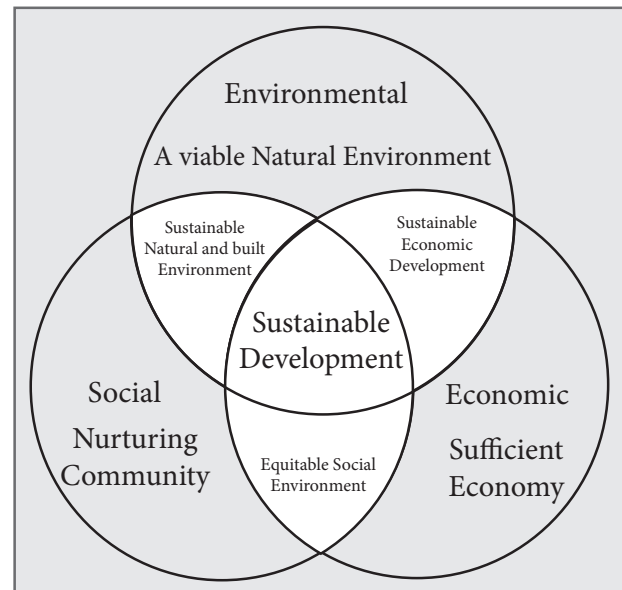 Environmental
A viable Natural Environment
Sustainable
Natural and built
Environment
Sustainable
Economic
Development
Sustainable
Development
Social
Nurturing
Community
Economic
Sufficient
Economy
Equitable Social
Environment